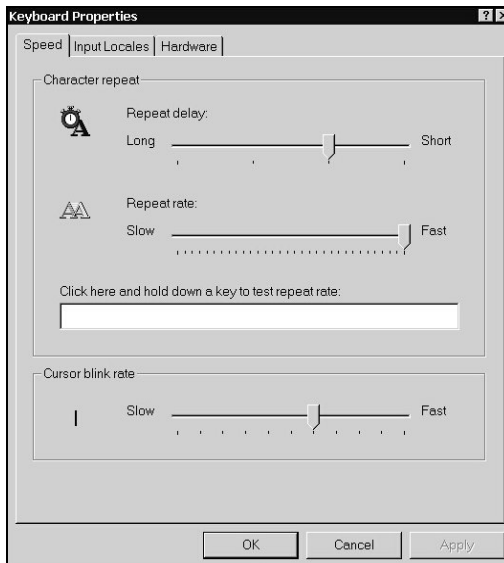 Keyboard Properties
Speed Input Locales Hardware
Character repeat
Repeat delay:
Long Short
Repeat rate:
Slow Fast
Click here and hold down a key to test repeat rate:
Cursor blink rate
Slow Fast
OK Cancel Apply